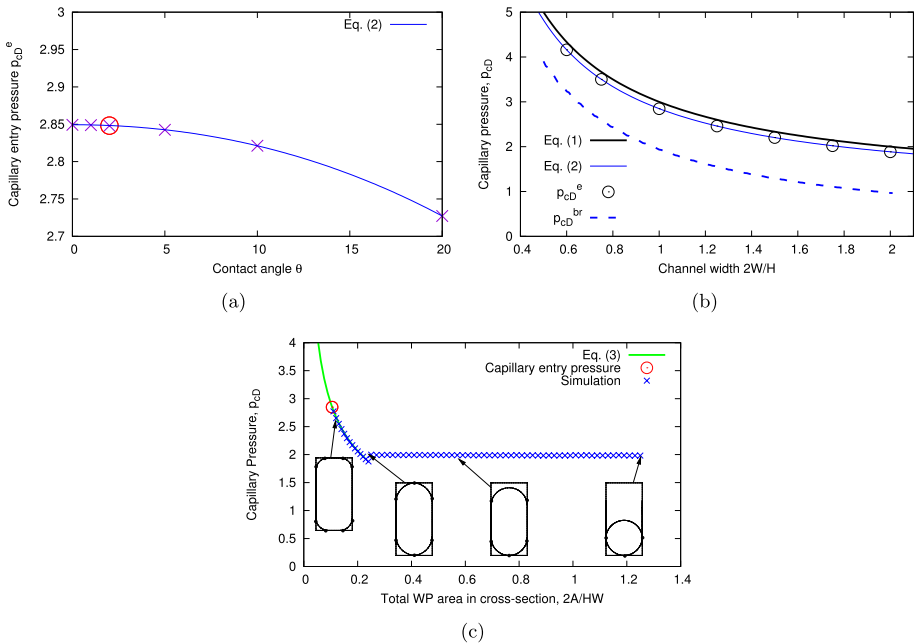 3
2.95
2.9
2.85
2.8
2.75
2.7
0 5 10 15 20
Capillary entry pressure p_cD^e
Contact angle θ
Eq. (2)
(a)
5
4
3
2
1
0
0.4 0.6 0.8 1 1.2 1.4 1.6 1.8 2
Capillary pressure, p_cD
Channel width 2W/H
Eq. (1)
Eq. (2)
p_cD^e
p_cD^br
(b)
4
3.5
3
2.5
2
1.5
1
0.5
0
0 0.2 0.4 0.6 0.8 1 1.2 1.4
Capillary Pressure, p_cD
Total WP area in cross-section, 2A/HW
Eq. (3)
Capillary entry pressure
Simulation
(c)